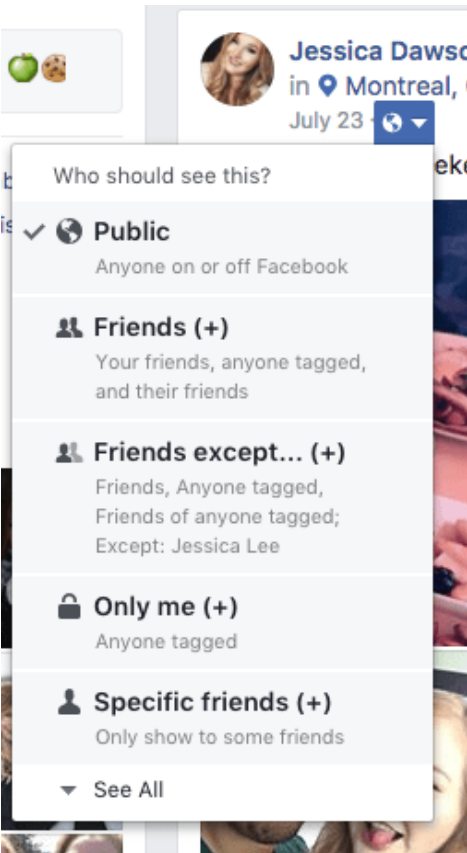 Jessica
in Montreal,
July 23
Who should see this?
Public
Anyone on or off Facebook
Friends (+)
Your friends, anyone tagged,
and their friends
Friends except... (+)
Friends, Anyone tagged,
Friends of anyone tagged;
Except: Jessica Lee
Only me (+)
Anyone tagged
Specific friends (+)
Only show to some friends
See All